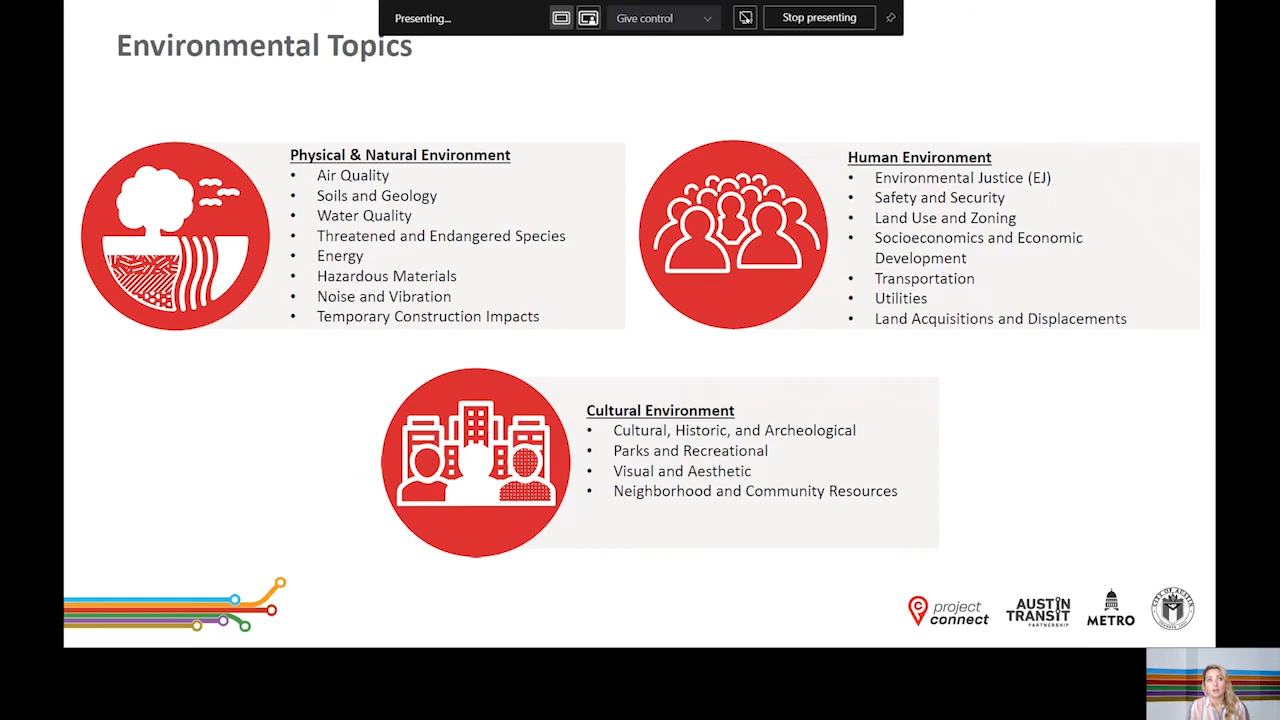 Presenting...
Give control
Stop presenting
Environmental Topics
Physical & Natural Environment
• Air Quality
• Soils and Geology
• Water Quality
• Threatened and Endangered Species
• Energy
• Hazardous Materials
• Noise and Vibration
• Temporary Construction Impacts
Human Environment
• Environmental Justice (EJ)
• Safety and Security
• Land Use and Zoning
• Socioeconomics and Economic
Development
• Transportation
• Utilities
• Land Acquisitions and Displacements
Cultural Environment
• Cultural, Historic, and Archeological
• Parks and Recreational
• Visual and Aesthetic
• Neighborhood and Community Resources
project
connect
AUSTIN
TRANSIT
PARTNERSHIP
METRO
CITY OF AUSTIN